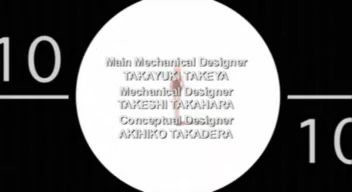 10
Main Mechanical Designer
TAKAYUKI TAKEYA
Mechanical Designer
TAKESHI TAKAHARA
Conceptual Designer
AKIHIKO TAKADERA
10